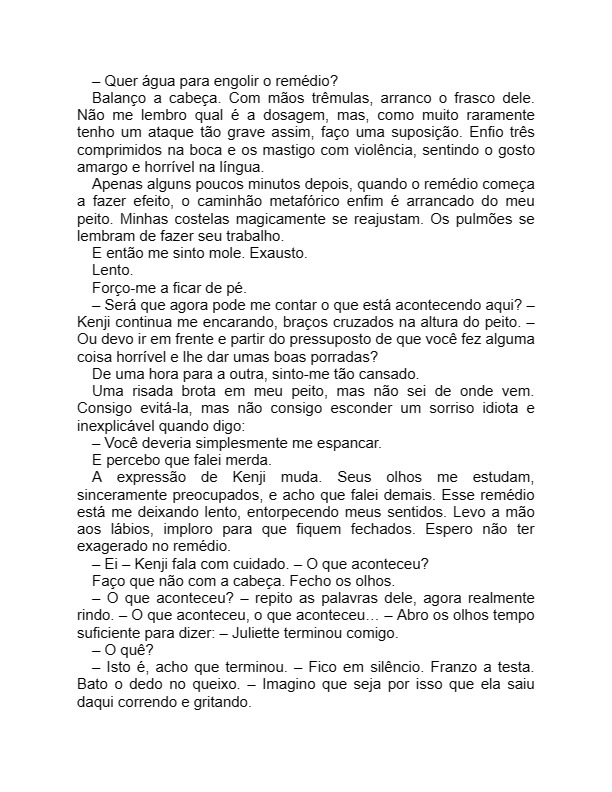 – Quer água para engolir o remédio?
Balanço a cabeça. Com mãos trêmulas, arranco o frasco dele.
Não me lembro qual é a dosagem, mas, como muito raramente
tenho um ataque tão grave assim, faço uma suposição. Enfio três
comprimidos na boca e os mastigo com violência, sentindo o gosto
amargo e horrível na língua.
Apenas alguns poucos minutos depois, quando o remédio começa
a fazer efeito, o caminhão metafórico enfim é arrancado do meu
peito. Minhas costelas magicamente se reajustam. Os pulmões se
lembram de fazer seu trabalho.
E então me sinto mole. Exausto.
Lento.
Forço-me a ficar de pé.
– Será que agora pode me contar o que está acontecendo aqui? –
Kenji continua me encarando, braços cruzados na altura do peito. –
Ou devo ir em frente e partir do pressuposto de que você fez alguma
coisa horrível e lhe dar umas boas porradas?
De uma hora para a outra, sinto-me tão cansado.
Uma risada brota em meu peito, mas não sei de onde vem.
Consigo evitá-la, mas não consigo esconder um sorriso idiota e
inexplicável quando digo:
– Você deveria simplesmente me espancar.
E percebo que falei merda.
A expressão de Kenji muda. Seus olhos me estudam,
sinceramente preocupados, e acho que falei demais. Esse remédio
está me deixando lento, entorpecendo meus sentidos. Levo a mão
aos lábios, imploro para que fiquem fechados. Espero não ter
exagerado no remédio.
– Ei – Kenji fala com cuidado. – O que aconteceu?
Faço que não com a cabeça. Fecho os olhos.
– O que aconteceu? – repito as palavras dele, agora realmente
rindo. – O que aconteceu, o que aconteceu… – Abro os olhos tempo
suficiente para dizer: – Juliette terminou comigo.
– O quê?
– Isto é, acho que terminou. – Fico em silêncio. Franzo a testa.
Bato o dedo no queixo. – Imagino que seja por isso que ela saiu
daqui correndo e gritando.